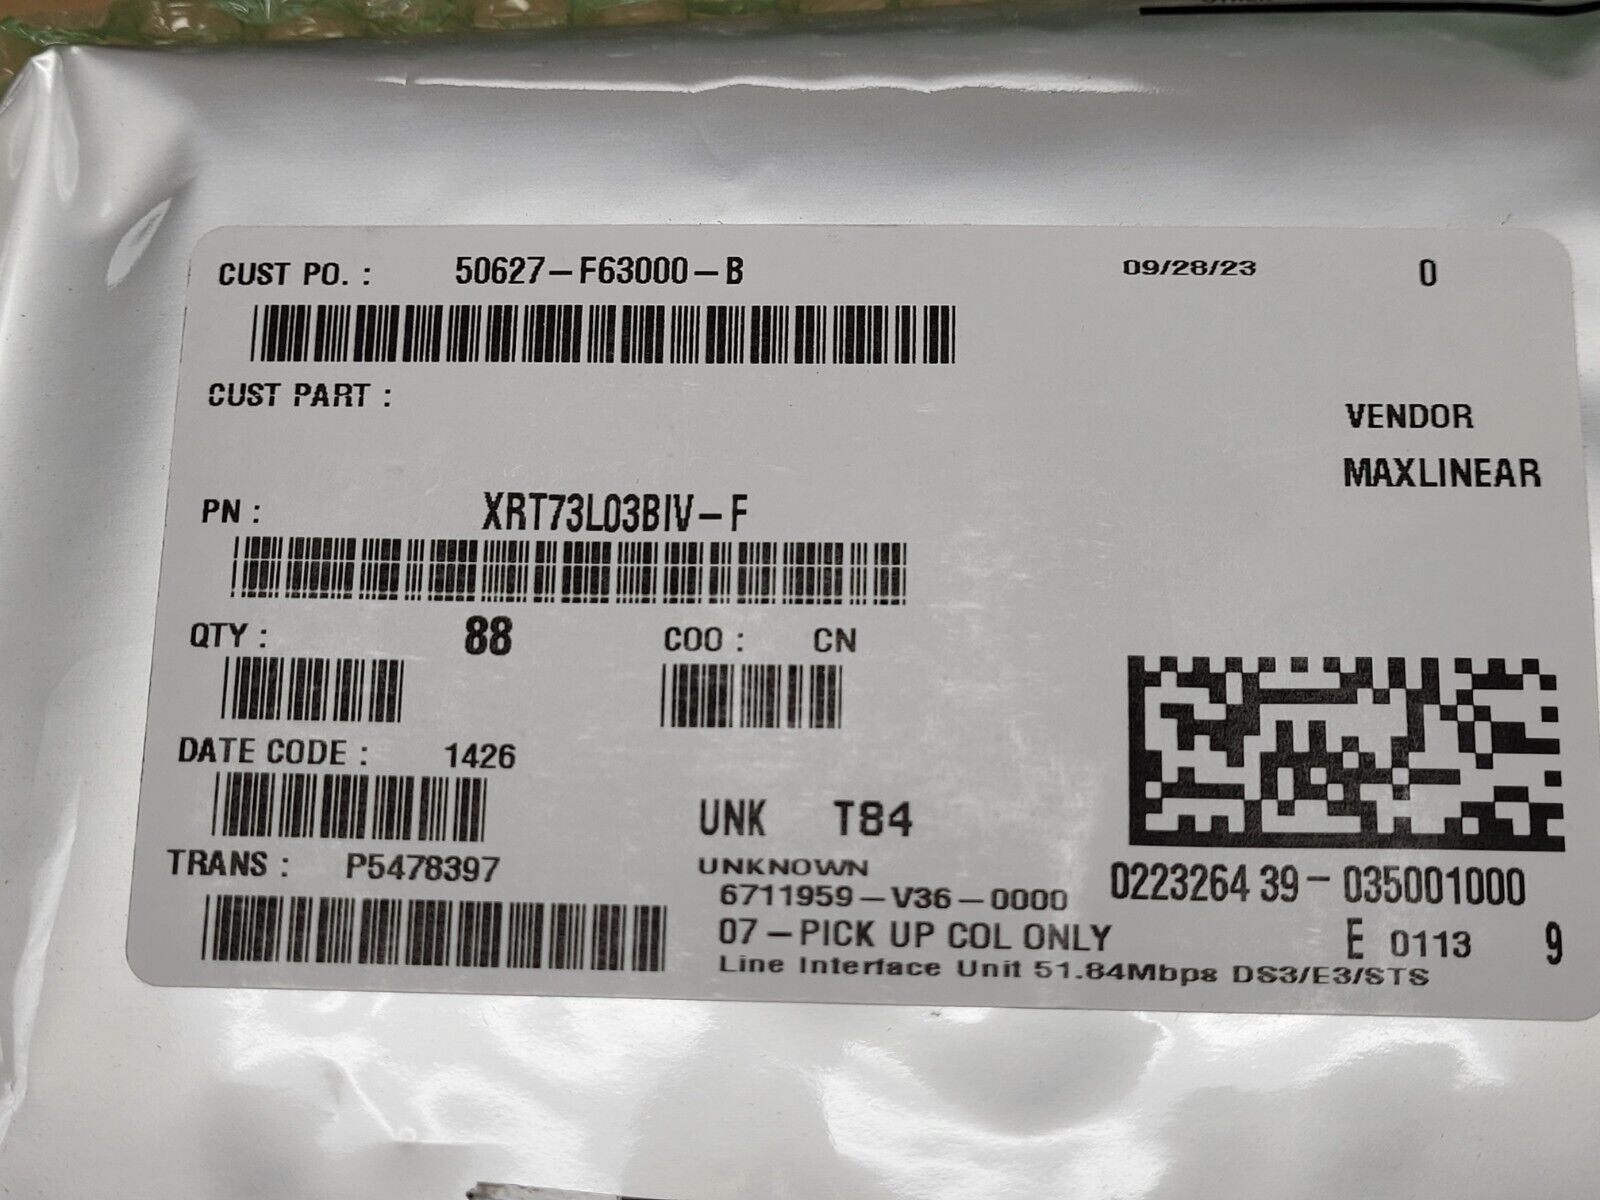 CUST PO. : 50627-F63000-B 09/28/23 0
CUST PART :
VENDOR
MAXLINEAR
PN : XRT73L03BIV-F
QTY : 88 COO : CN
DATE CODE : 1426
UNK T84
TRANS : P5478397
UNKNOWN
6711959-V36-0000
022326439-035001000
07-PICK UP COL ONLY
E 0113 9
Line Interface Unit 51.84Mbps DS3/E3/STS